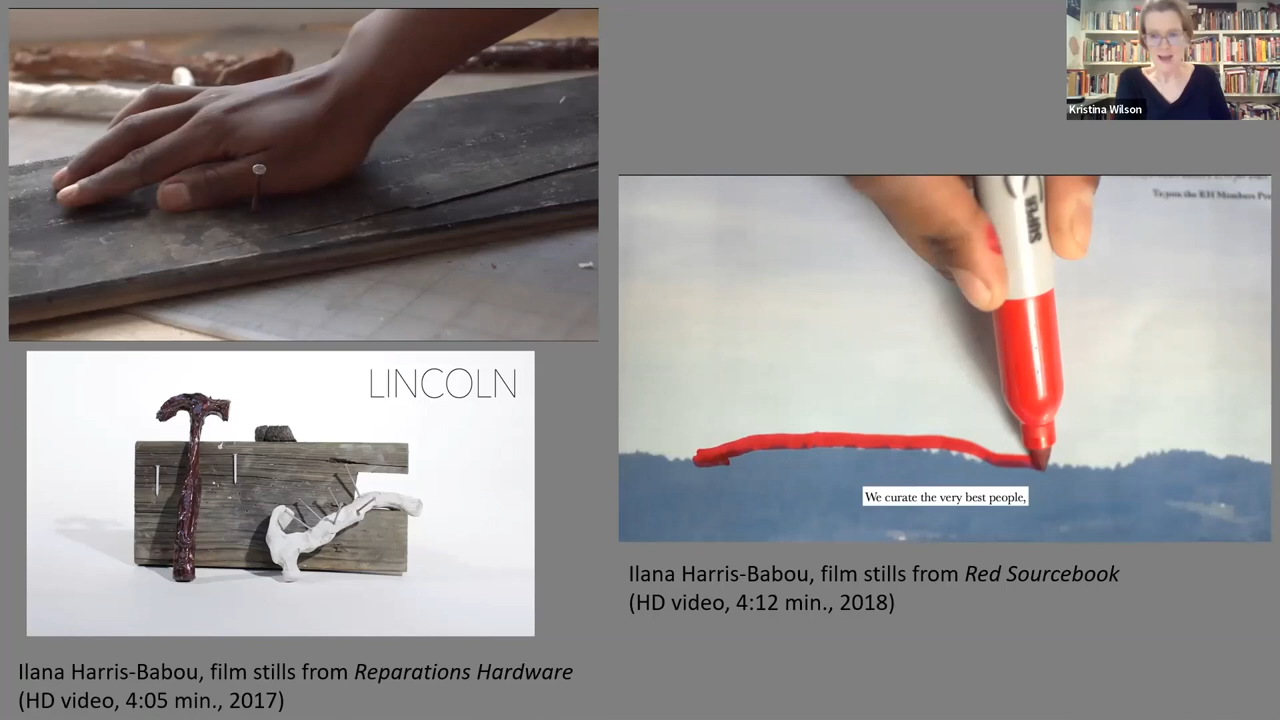 Kristina Wilson
LINCOLN
Ilana Harris-Babou, film stills from Reparations Hardware
(HD video, 4:05 min., 2017)
To join the RH Members
SUPER
We curate the very best people,
Ilana Harris-Babou, film stills from Red Sourcebook
(HD video, 4:12 min., 2018)